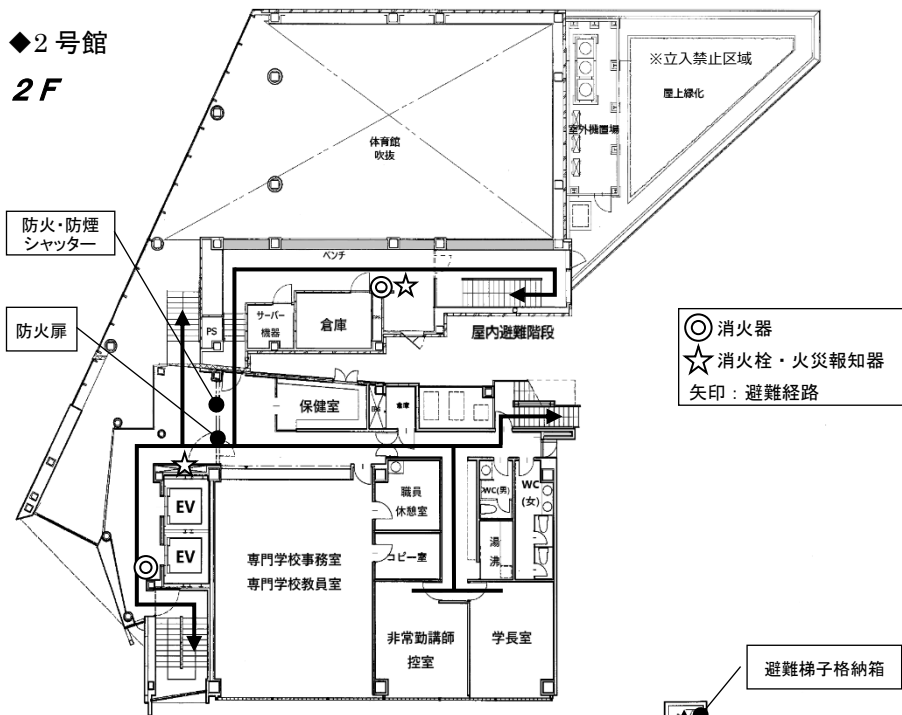 ◆2号館
2F
※立入禁止区域
屋上緑化
室外機置場
体育館
吹抜
防火・防煙
シャッター
ベンチ
サーバー
機器
倉庫
PS
屋内避難階段
防火扉
◎消火器
☆消火栓・火災報知器
矢印：避難経路
保健室
倉庫
EV
EV
職員
休憩室
WC(男)
WC
(女)
コピー室
湯
沸
専門学校事務室
専門学校教員室
非常勤講師
控室
学長室
避難梯子格納箱